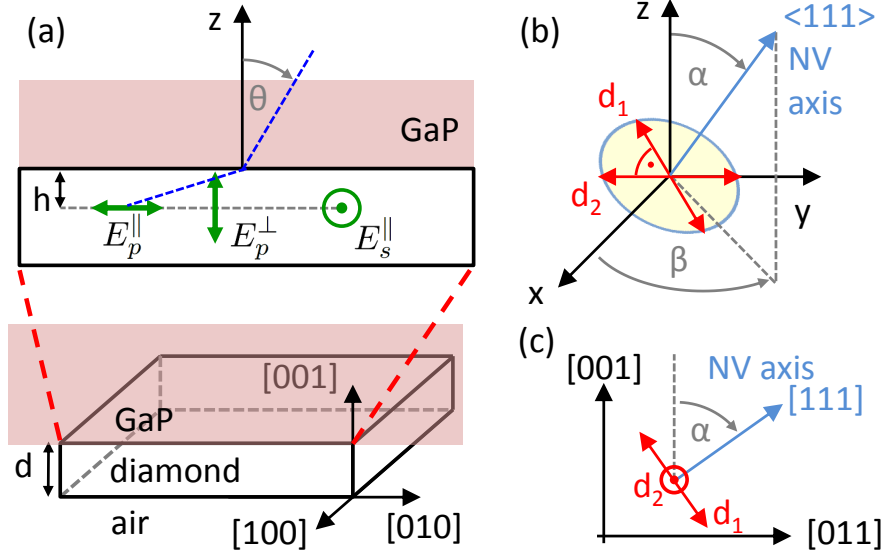 (a)
z
θ
GaP
h
E_p^∥
E_p^⊥
E_s^∥
[001]
GaP
d
diamond
air
[100]
[010]
(b)
z
<111>
NV
axis
α
d₁
d₂
y
x
β
(c)
[001]
NV axis
[111]
α
d₂
d₁
[011]